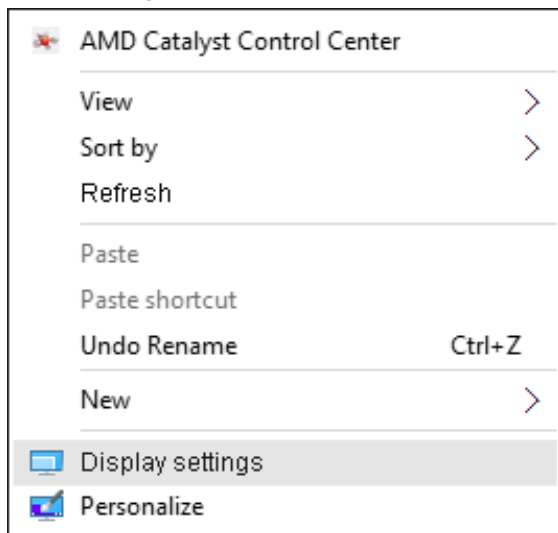 AMD Catalyst Control Center
View
Sort by
Refresh
Paste
Paste shortcut
Undo Rename Ctrl+Z
New
Display settings
Personalize